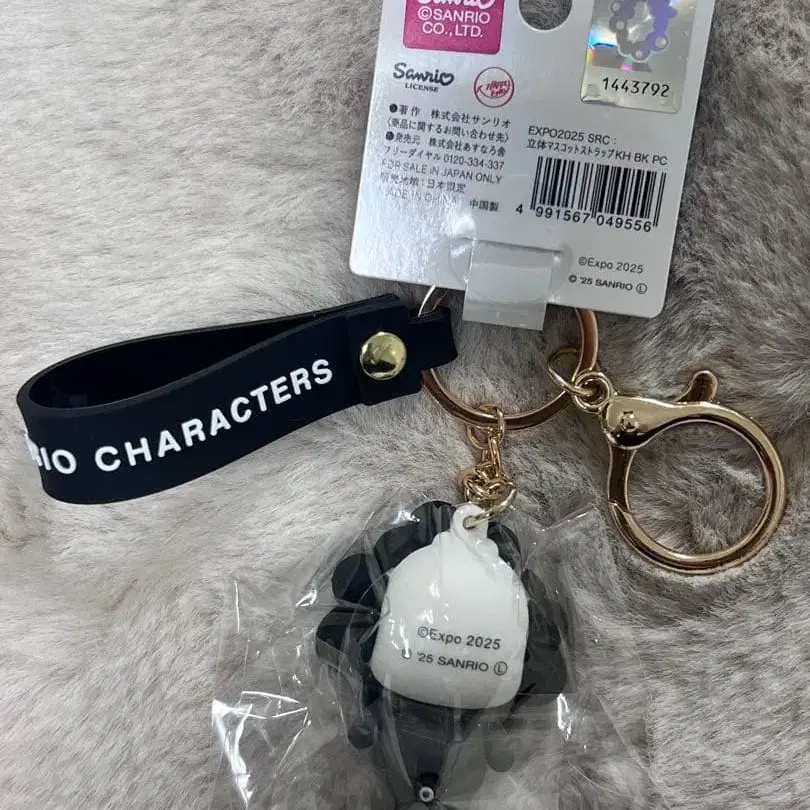 Sanrio
©SANRIO
CO., LTD.
Sanrio
LICENSE
1443792
●著作 株式会社サンリオ
(商品に関するお問い合わせ先)
●発売元 株式会社あすなろ舎
フリーダイヤル 0120-334-337
FOR SALE IN JAPAN ONLY
販売地域：日本限定
MADE IN CHINA 中国製
EXPO2025 SRC :
立体マスコットストラップKH BK PC
4 991567 049556
©Expo 2025
© '25 SANRIO Ⓛ
RIO CHARACTERS
©Expo 2025
© '25 SANRIO Ⓛ